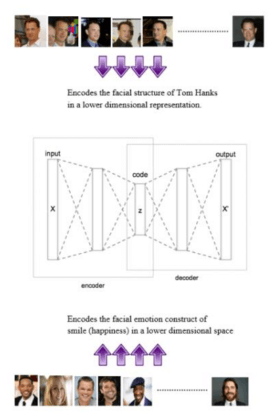 Encodes the facial structure of Tom Hanks
in a lower dimensional representation.
input
output
code
X
z
X'
encoder
decoder
Encodes the facial emotion construct of
smile (happiness) in a lower dimensional space